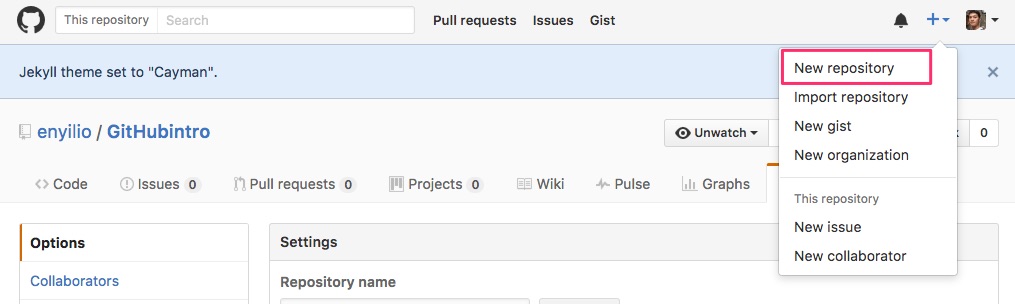 This repository Search Pull requests Issues Gist
Jekyll theme set to "Cayman".
New repository
Import repository
New gist
New organization
This repository
New issue
New collaborator
enyilio / GitHubintro
Unwatch
0
Code Issues 0 Pull requests 0 Projects 0 Wiki Pulse Graphs
Options
Collaborators
Settings
Repository name